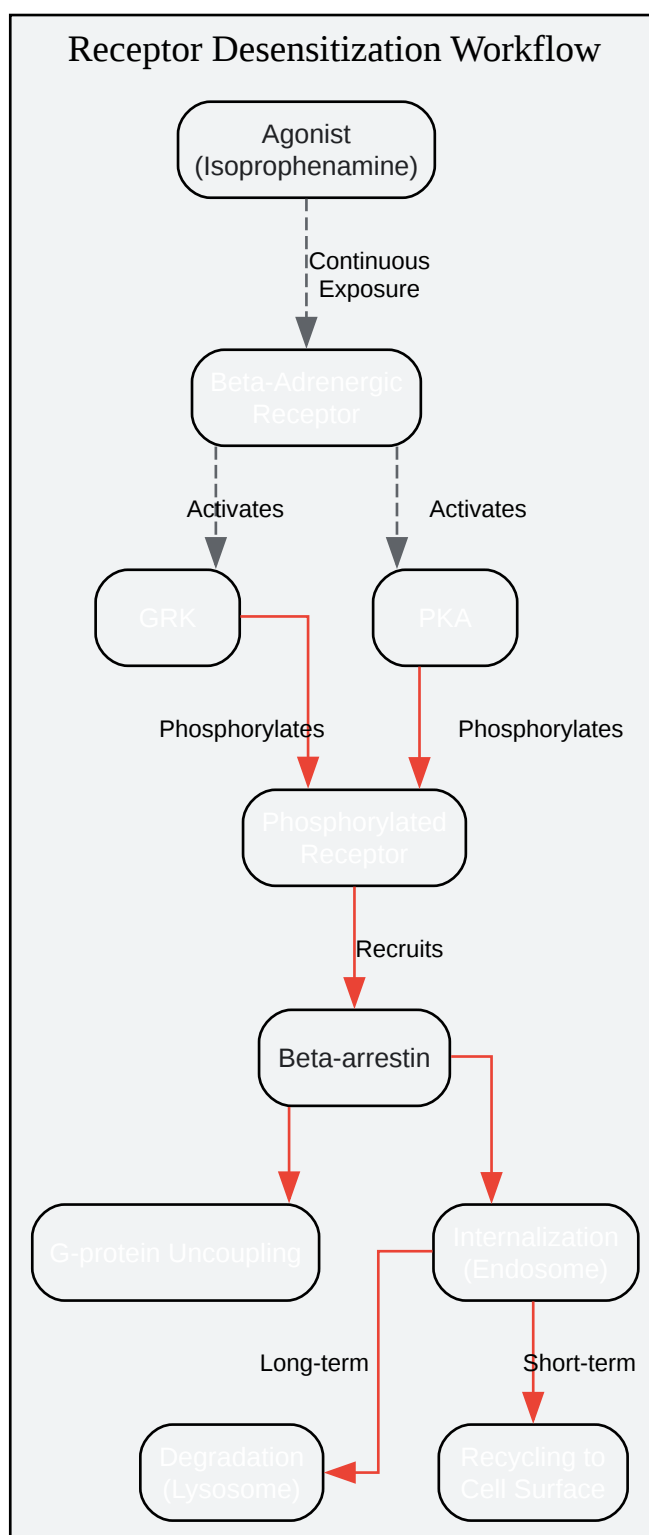 Receptor Desensitization Workflow
Agonist
(Isoprophenamine)
Continuous
Exposure
Beta-Adrenergic
Receptor
Activates
Activates
GRK
PKA
Phosphorylates
Phosphorylates
Phosphorylated
Receptor
Recruits
Beta-arrestin
G-protein Uncoupling
Internalization
(Endosome)
Long-term
Short-term
Degradation
(Lysosome)
Recycling to
Cell Surface